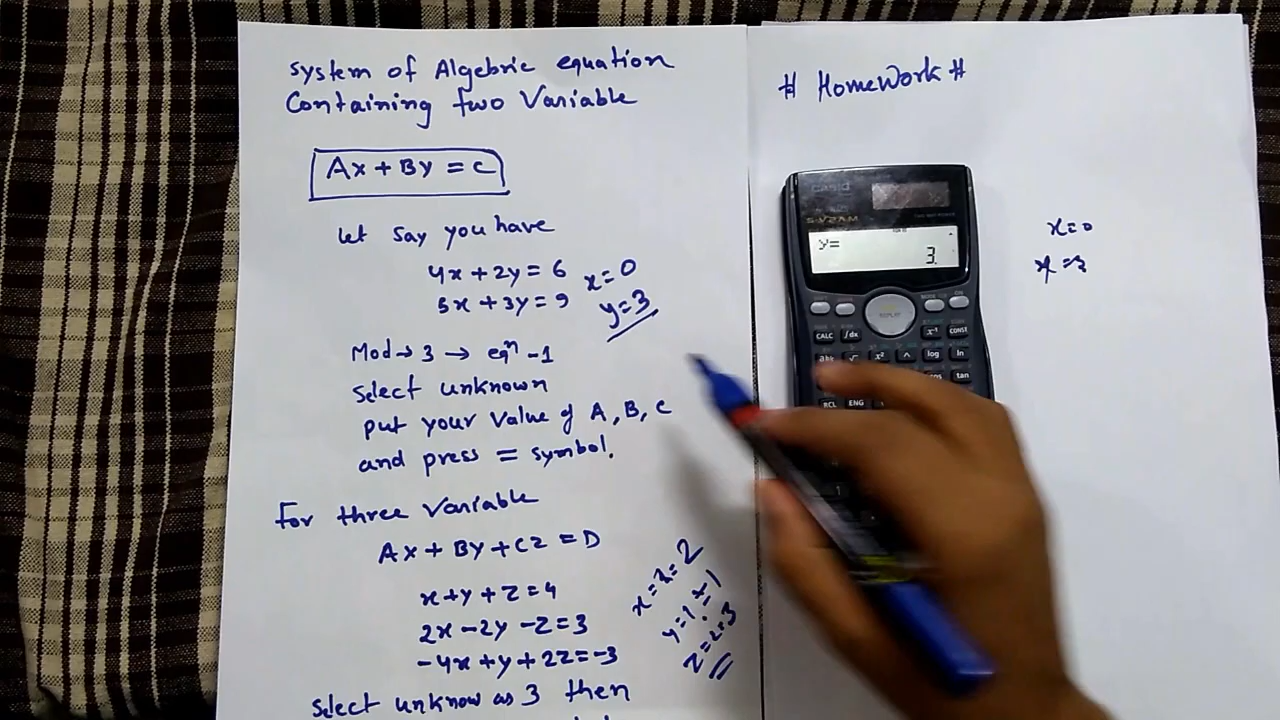 System of Algebric equation
Containing two Variable
Ax + By = C
let say you have
4x + 2y = 6
5x + 3y = 9
x = 0
y = 3
Mod → 3 → eqⁿ - 1
Select unknown
put your value of A, B, C
and press = symbol.
For three Variable
Ax + By + Cz = D
x + y + z = 4
2x - 2y - z = 3
-4x + y + 2z = -3
Select unknow as 3 then
# HomeWork #
CASIO
S-V.P.A.M.
y=
3.
REPLAY
CALC
∫dx
x⁻¹
CONST
√
x²
^
log
ln
tan
RCL
ENG
x = 0